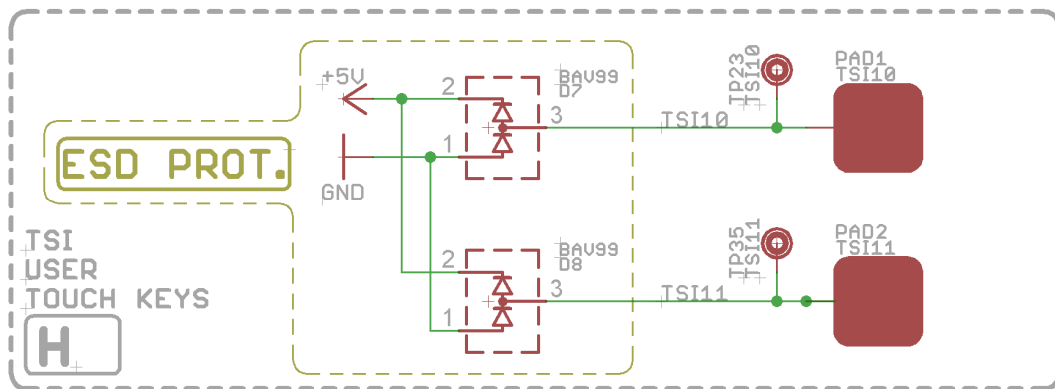 +5V
GND
ESD PROT.
2
1
3
BAV99
D7
TSI10
TP23
TSI10
PAD1
TSI10
2
1
3
BAV99
D8
TSI11
TP35
TSI11
PAD2
TSI11
TSI
USER
TOUCH KEYS
H